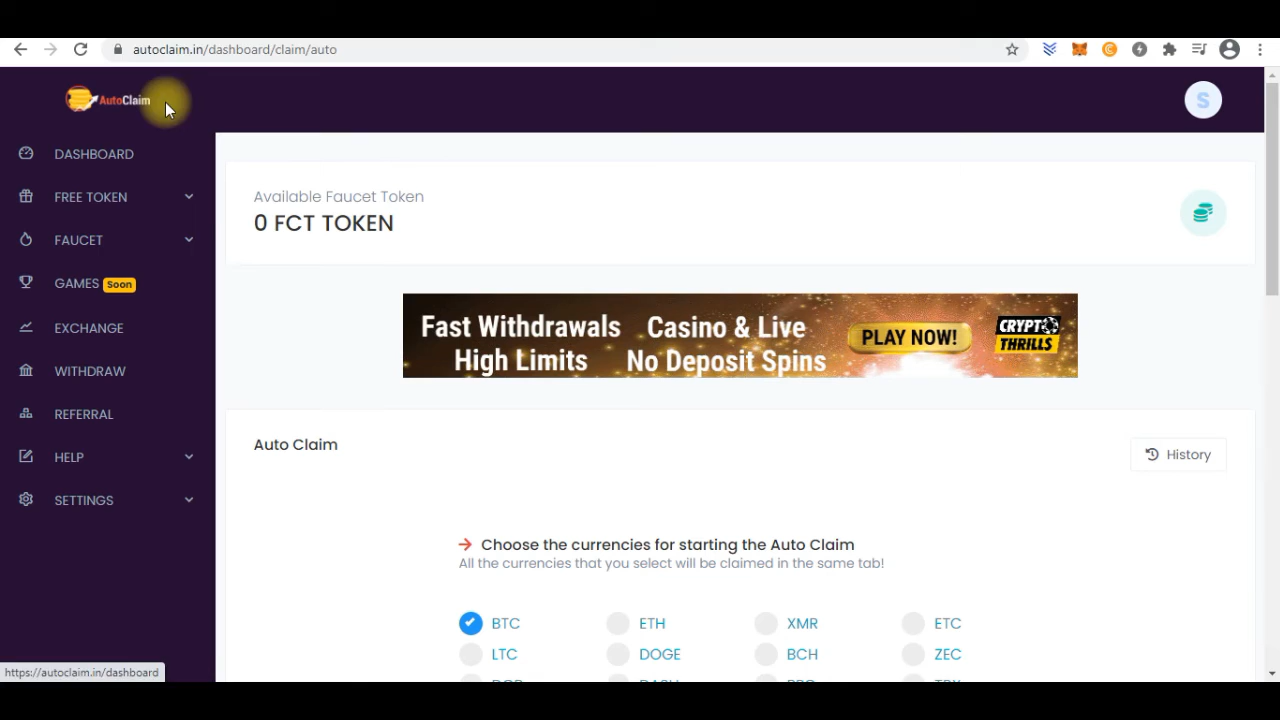 autoclaim.in/dashboard/claim/auto
AutoClaim
S
DASHBOARD
FREE TOKEN
FAUCET
GAMES Soon
EXCHANGE
WITHDRAW
REFERRAL
HELP
SETTINGS
Available Faucet Token
0 FCT TOKEN
Fast Withdrawals Casino & Live
High Limits No Deposit Spins
PLAY NOW!
CRYPTO
THRILLS
Auto Claim
History
Choose the currencies for starting the Auto Claim
All the currencies that you select will be claimed in the same tab!
BTC ETH XMR ETC
LTC DOGE BCH ZEC
https://autoclaim.in/dashboard